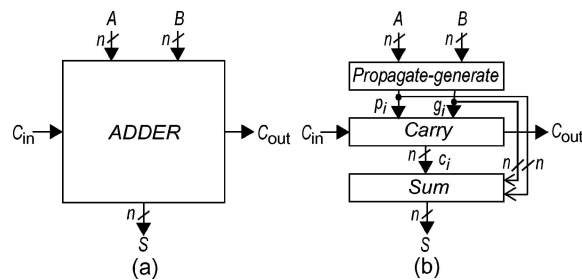 A B
n n
Cin ADDER Cout
n
S
(a)
A B
n n
Propagate-generate
pi gi
Cin Carry Cout
n ci n n
Sum
n
S
(b)